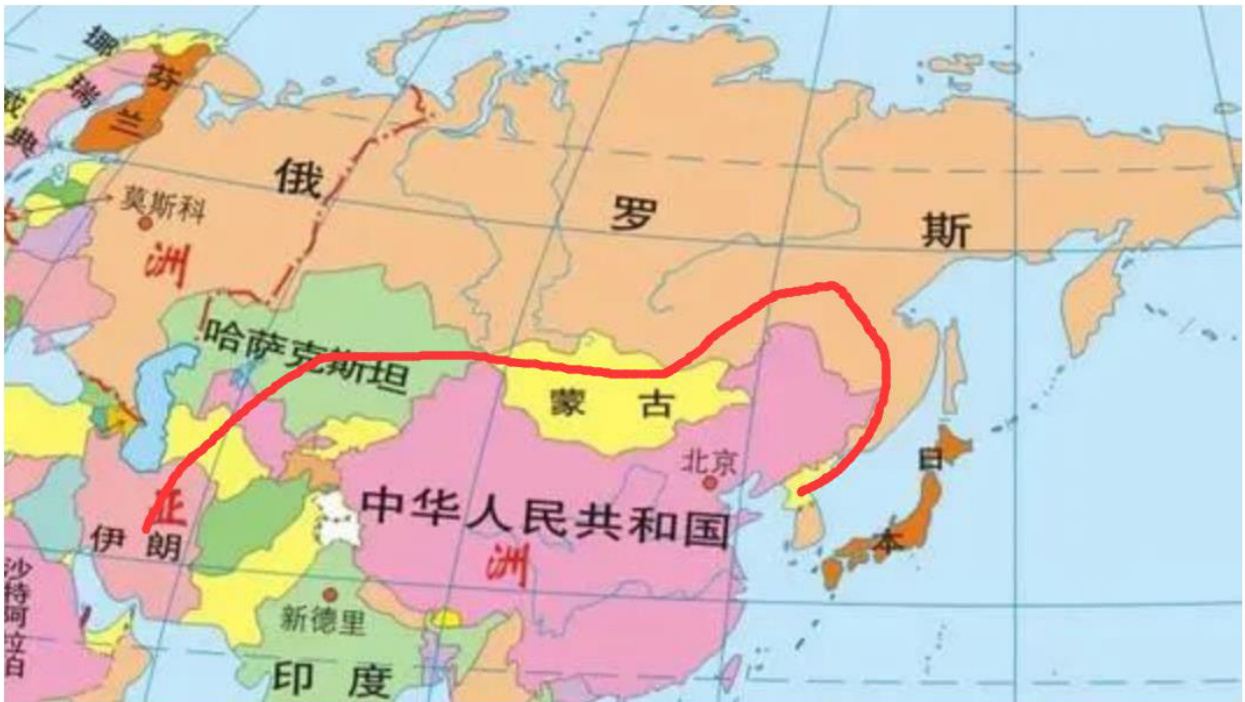 挪威
瑞典
芬兰
俄罗斯
莫斯科
洲
哈萨克斯坦
蒙古
北京
日本
中华人民共和国
亚洲
伊朗
沙特阿拉伯
新德里
印度